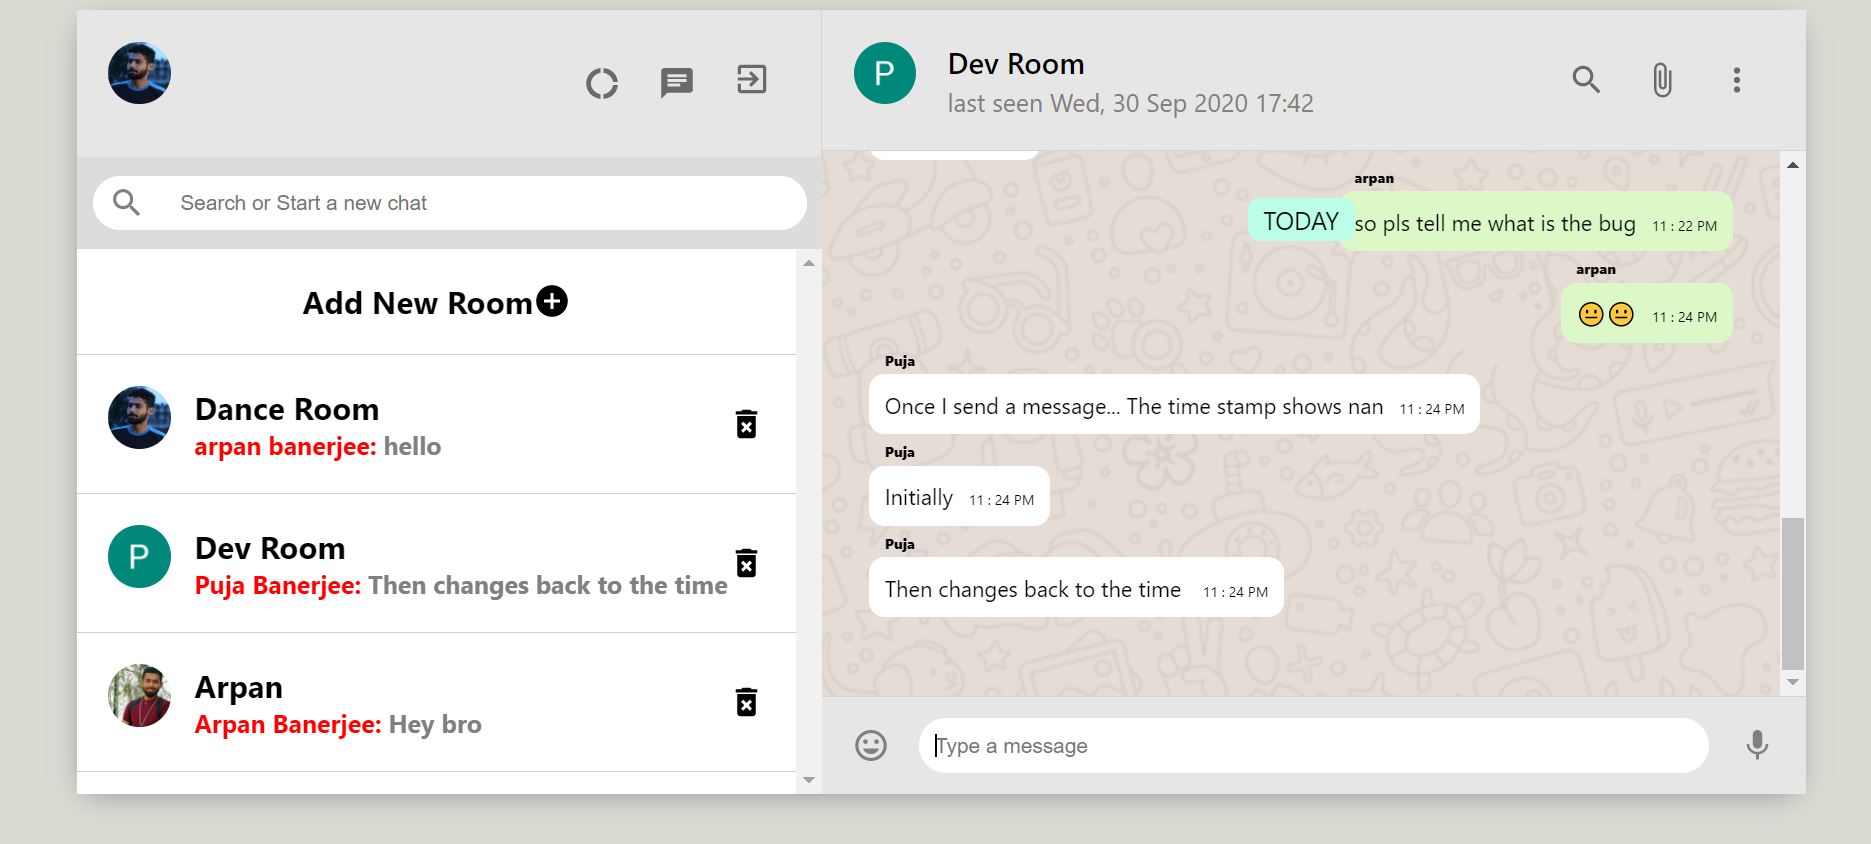 Search or Start a new chat
Add New Room
Dance Room
arpan banerjee: hello
P
Dev Room
Puja Banerjee: Then changes back to the time
Arpan
Arpan Banerjee: Hey bro
P
Dev Room
last seen Wed, 30 Sep 2020 17:42
arpan
TODAY
so pls tell me what is the bug 11 : 22 PM
arpan
😐😐 11 : 24 PM
Puja
Once I send a message... The time stamp shows nan 11 : 24 PM
Puja
Initially 11 : 24 PM
Puja
Then changes back to the time 11 : 24 PM
Type a message